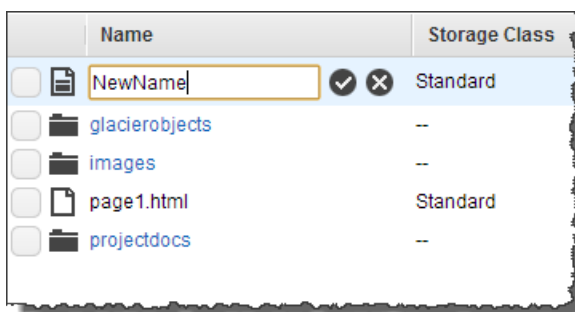 Name Storage Class
NewName Standard
glacierobjects --
images --
page1.html Standard
projectdocs --